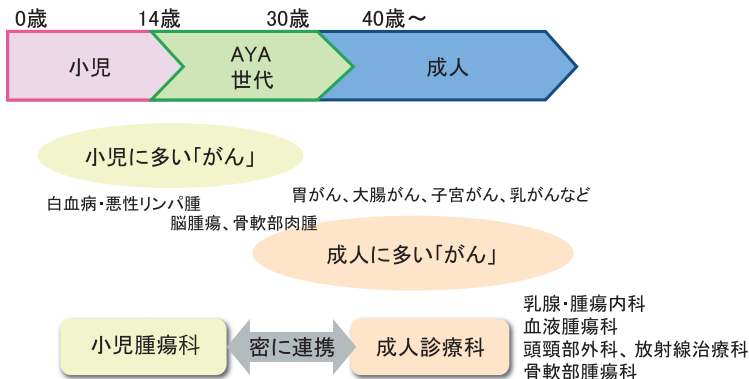 0歳 14歳 30歳 40歳～
小児
AYA
世代
成人
小児に多い「がん」
白血病・悪性リンパ腫
脳腫瘍、骨軟部肉腫
胃がん、大腸がん、子宮がん、乳がんなど
成人に多い「がん」
小児腫瘍科
密に連携
成人診療科
乳腺・腫瘍内科
血液腫瘍科
頭頸部外科、放射線治療科
骨軟部腫瘍科